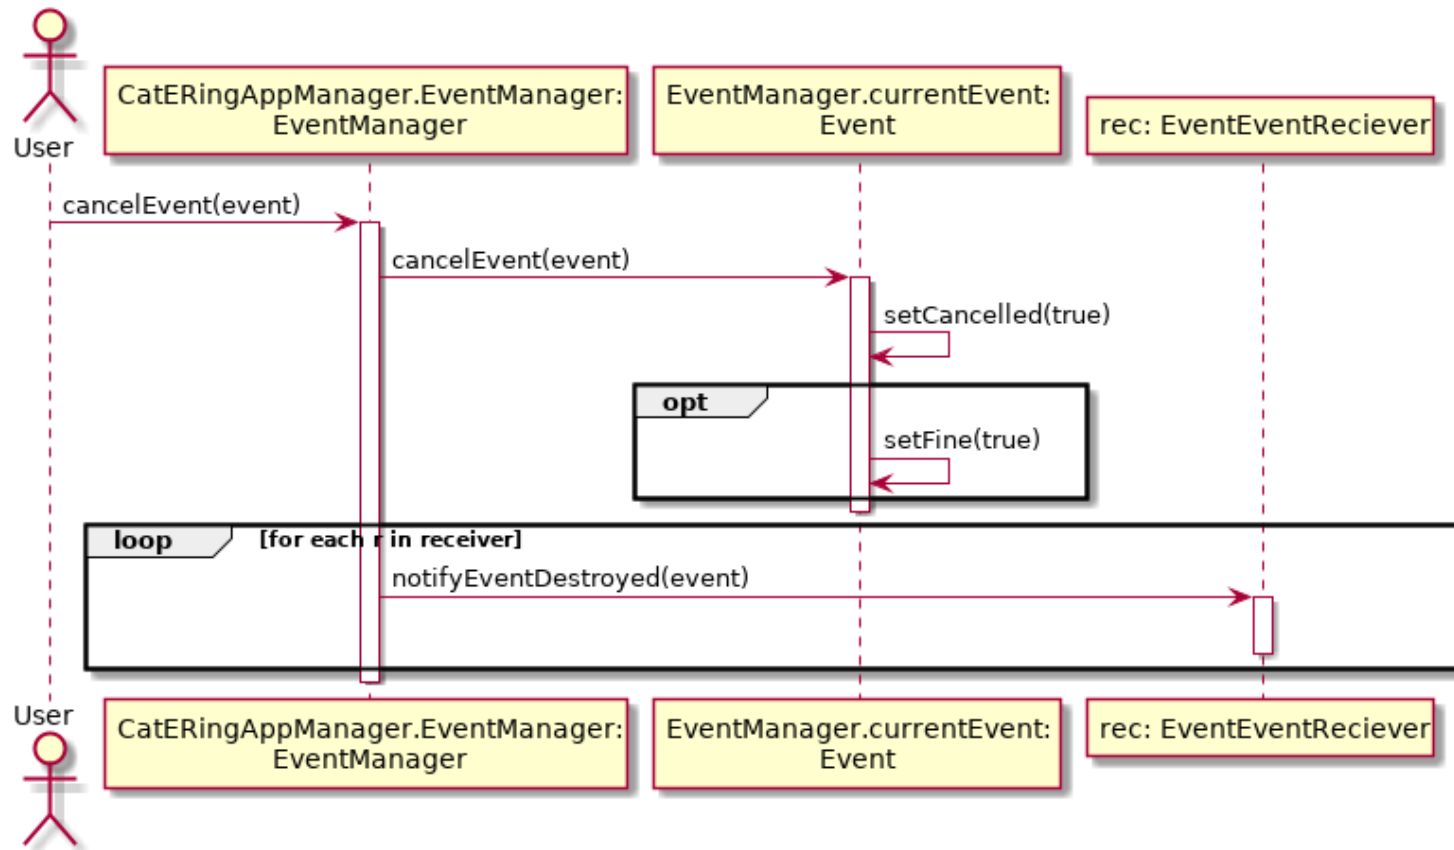 User
CatERingAppManager.EventManager:
EventManager
EventManager.currentEvent:
Event
rec: EventEventReciever
cancelEvent(event)
cancelEvent(event)
setCancelled(true)
opt
setFine(true)
loop
[for each r in receiver]
notifyEventDestroyed(event)
User
CatERingAppManager.EventManager:
EventManager
EventManager.currentEvent:
Event
rec: EventEventReciever